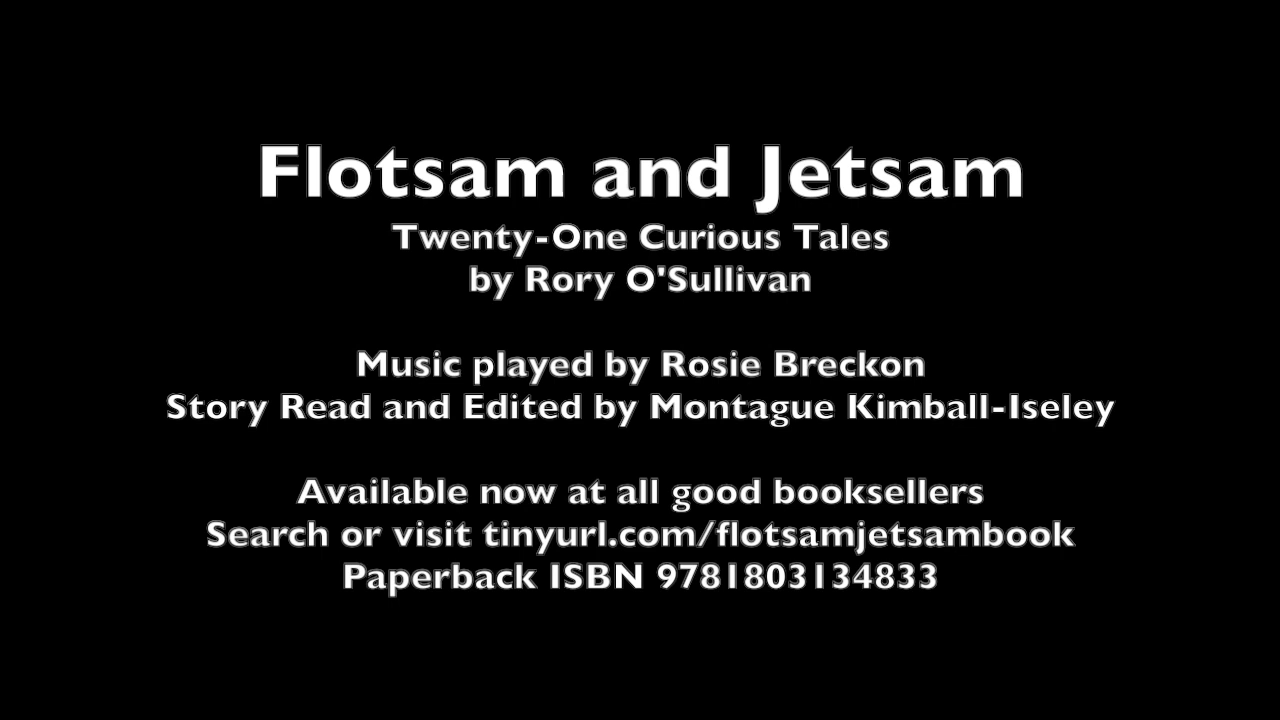 Flotsam and Jetsam
Twenty-One Curious Tales
by Rory O'Sullivan
Music played by Rosie Breckon
Story Read and Edited by Montague Kimball-Iseley
Available now at all good booksellers
Search or visit tinyurl.com/flotsamjetsambook
Paperback ISBN 9781803134833